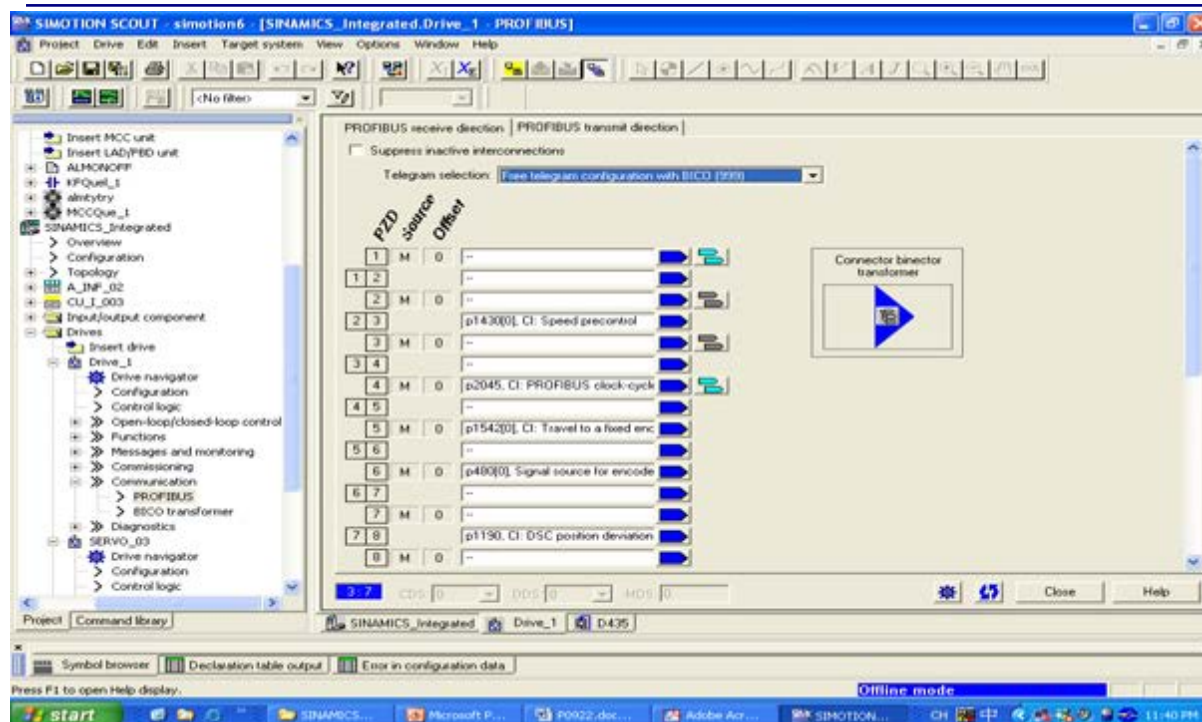 SIMOTION SCOUT - simotion6 - [SINAMICS_Integrated.Drive_1 - PROFIBUS]
Project Drive Edit Insert Target system View Options Window Help
<No filter>
Insert MCC unit
Insert LAD/FBD unit
ALMONOFF
KFQuel_1
almtytry
MCCQue_1
SINAMICS_Integrated
Overview
Configuration
Topology
A_INF_02
CU_I_003
Input/output component
Drives
Insert drive
Drive_1
Drive navigator
Configuration
Control logic
Open-loop/closed-loop control
Functions
Messages and monitoring
Commissioning
Communication
PROFIBUS
BICO transformer
Diagnostics
SERVO_03
Drive navigator
Configuration
Control logic
Project Command library
PROFIBUS receive direction PROFIBUS transmit direction
Suppress inactive interconnections
Telegram selection: Free telegram configuration with BICO (999)
PZD Source Offset
1 M 0 --
1 2 --
2 M 0 --
2 3 p1430[0], CI: Speed precontrol
3 M 0 --
3 4 --
4 M 0 p2045, CI: PROFIBUS clock-cycle
4 5 --
5 M 0 p1542[0], CI: Travel to a fixed enc
5 6 --
6 M 0 p480[0], Signal source for encode
6 7 --
7 M 0 --
7 8 p1190, CI: DSC position deviation
8 M 0 --
Connector binector
transformer
3:7 CDS: 0 DDS: 0 MDS: 0 Close Help
SINAMICS_Integrated Drive_1 D435
Symbol browser Declaration table output Error in configuration data
Press F1 to open Help display. Offline mode
start SINAMICS... Microsoft P... P0022.doc... Adobe Acr... SIMOTION... CH 中 11:40 PM